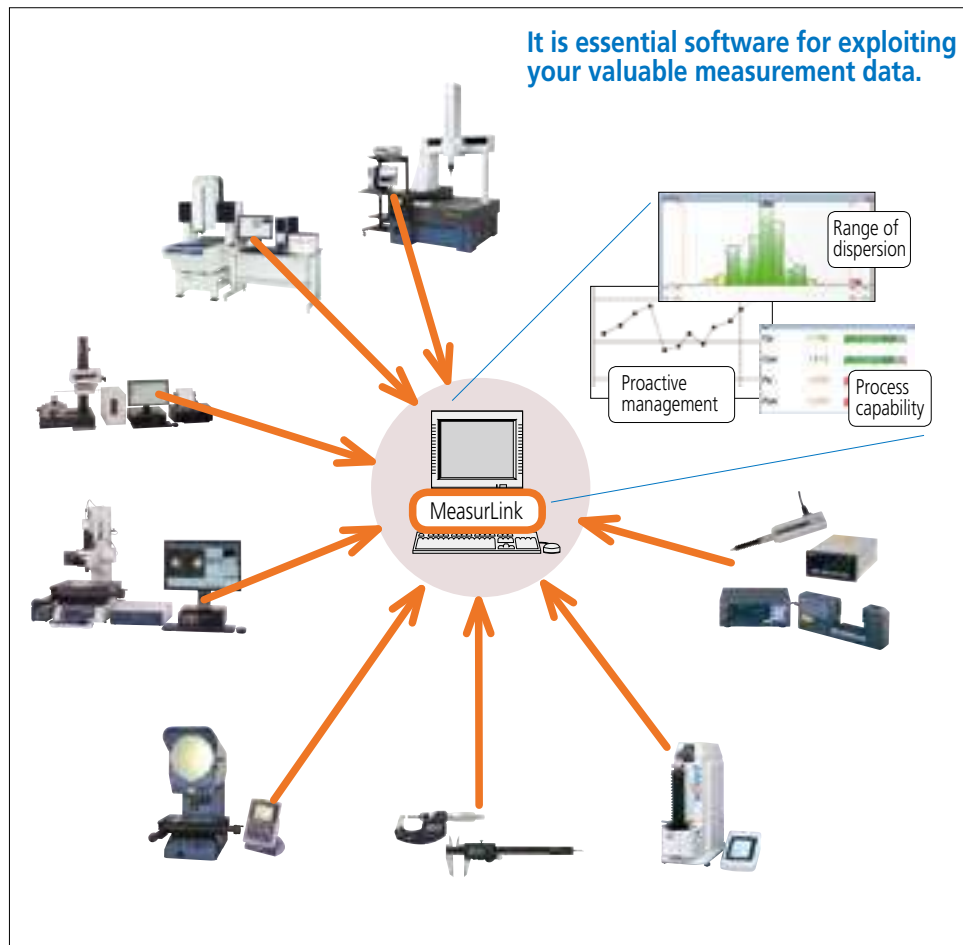 It is essential software for exploiting
your valuable measurement data.
Range of
dispersion
Proactive
management
Process
capability
MeasurLink